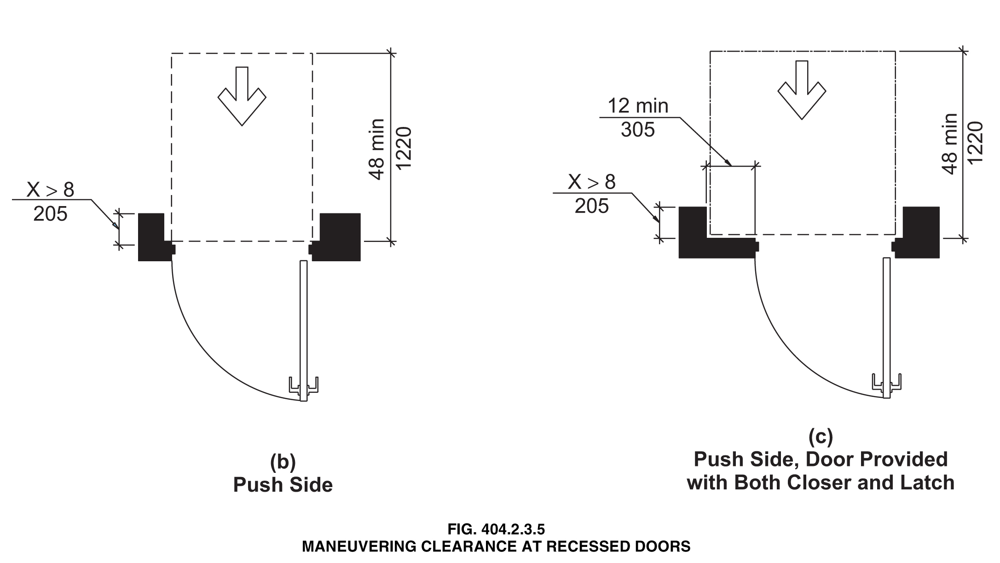 X > 8
205
48 min
1220
(b)
Push Side
12 min
305
X > 8
205
48 min
1220
(c)
Push Side, Door Provided
with Both Closer and Latch
FIG. 404.2.3.5
MANEUVERING CLEARANCE AT RECESSED DOORS